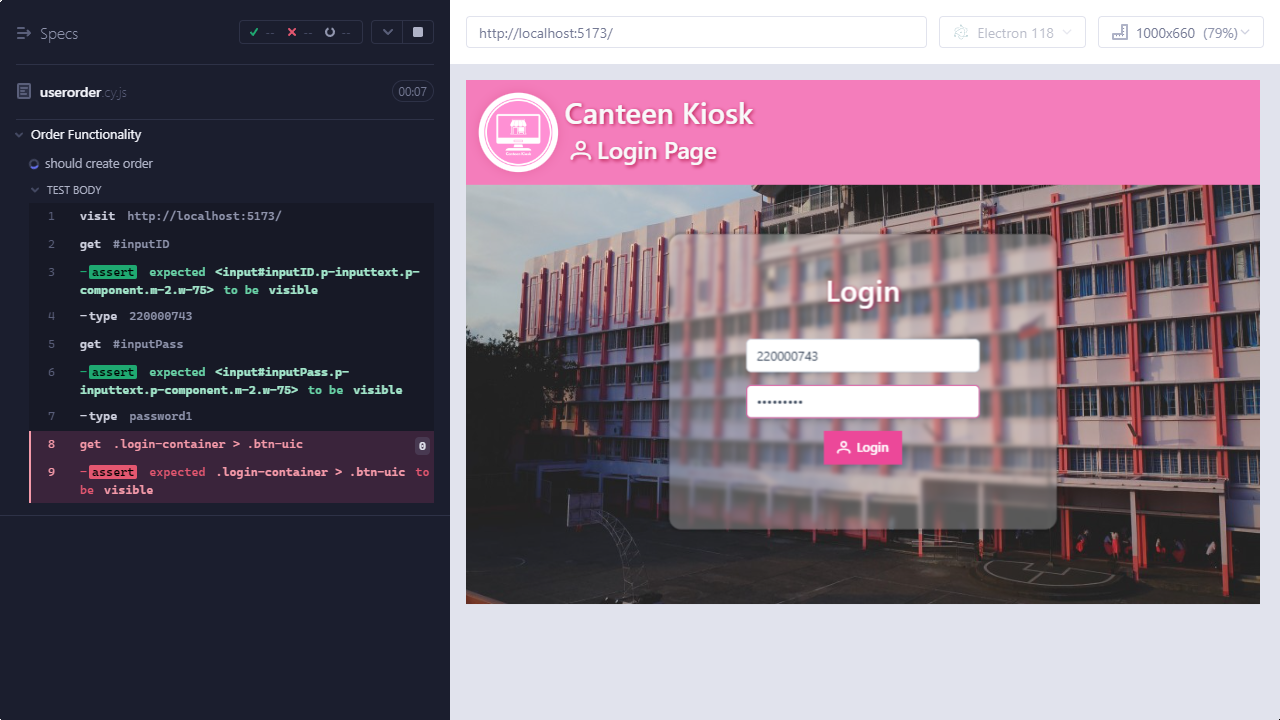 Specs
-- -- --
userorder.cy.js 00:07
Order Functionality
should create order
TEST BODY
1 visit http://localhost:5173/
2 get #inputID
3 -assert expected <input#inputID.p-inputtext.p-
component.m-2.w-75> to be visible
4 -type 220000743
5 get #inputPass
6 -assert expected <input#inputPass.p-
inputtext.p-component.m-2.w-75> to be visible
7 -type password1
8 get .login-container > .btn-uic 0
9 -assert expected .login-container > .btn-uic to
be visible
http://localhost:5173/
Electron 118
1000x660 (79%)
Canteen Kiosk
Login Page
Login
220000743
•••••••••
Login